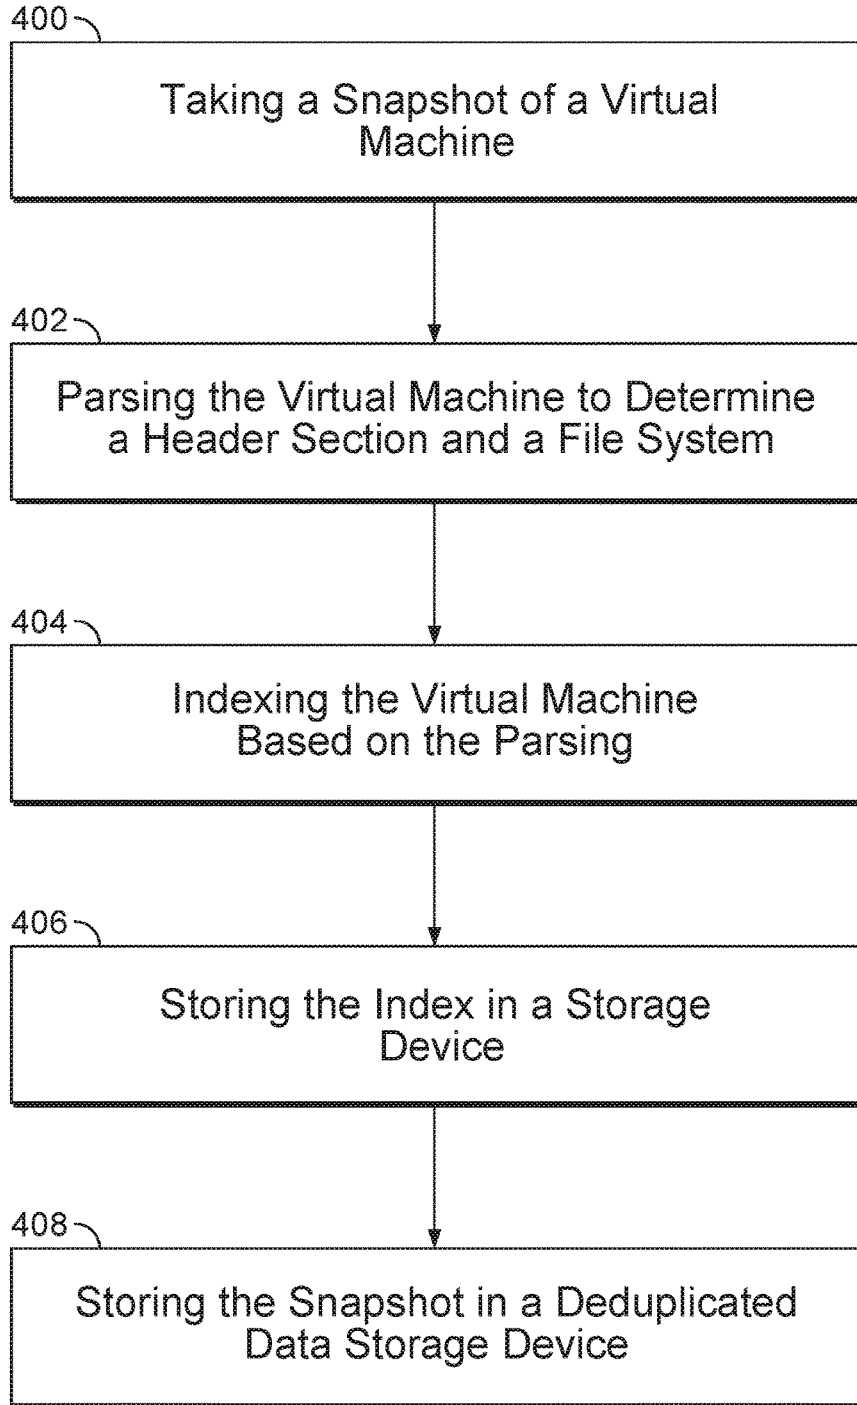 400
Taking a Snapshot of a Virtual
Machine
402
Parsing the Virtual Machine to Determine
a Header Section and a File System
404
Indexing the Virtual Machine
Based on the Parsing
406
Storing the Index in a Storage
Device
408
Storing the Snapshot in a Deduplicated
Data Storage Device